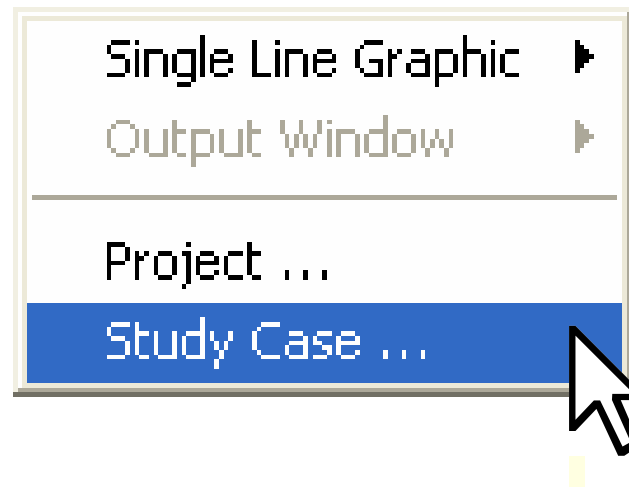 Single Line Graphic
Output Window
Project ...
Study Case ...